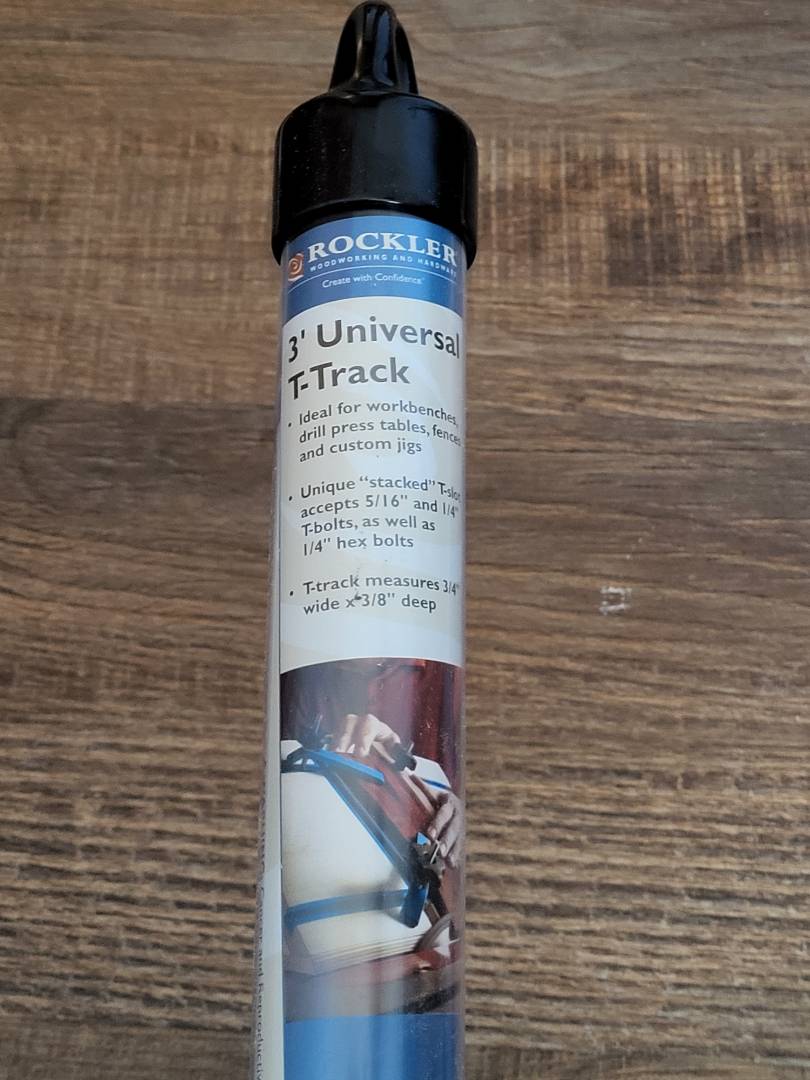 ROCKLER
WOODWORKING AND HARDWARE
Create with Confidence
3' Universal
T-Track
• Ideal for workbenches,
drill press tables, fences
and custom jigs
• Unique “stacked” T-slot
accepts 5/16" and 1/4"
T-bolts, as well as
1/4" hex bolts
• T-track measures 3/4"
wide x 3/8" deep